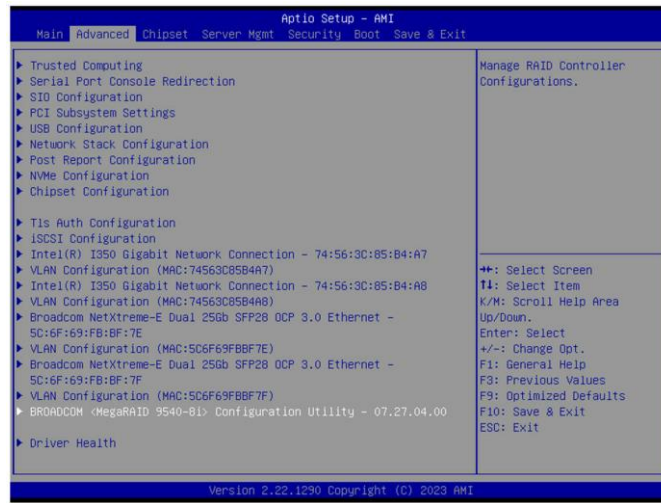 Aptio Setup - AMI
Main Advanced Chipset Server Mgmt Security Boot Save & Exit
▶ Trusted Computing
▶ Serial Port Console Redirection
▶ SIO Configuration
▶ PCI Subsystem Settings
▶ USB Configuration
▶ Network Stack Configuration
▶ Post Report Configuration
▶ NVMe Configuration
▶ Chipset Configuration
▶ Tls Auth Configuration
▶ iSCSI Configuration
▶ Intel(R) I350 Gigabit Network Connection - 74:56:3C:85:B4:A7
▶ VLAN Configuration (MAC:74563C85B4A7)
▶ Intel(R) I350 Gigabit Network Connection - 74:56:3C:85:B4:A8
▶ VLAN Configuration (MAC:74563C85B4A8)
▶ Broadcom NetXtreme-E Dual 25Gb SFP28 OCP 3.0 Ethernet -
5C:6F:69:FB:BF:7E
▶ VLAN Configuration (MAC:5C6F69FBBF7E)
▶ Broadcom NetXtreme-E Dual 25Gb SFP28 OCP 3.0 Ethernet -
5C:6F:69:FB:BF:7F
▶ VLAN Configuration (MAC:5C6F69FBBF7F)
▶ BROADCOM <MegaRAID 9540-8i> Configuration Utility - 07.27.04.00
▶ Driver Health
Manage RAID Controller
Configurations.
→←: Select Screen
↑↓: Select Item
K/M: Scroll Help Area
Up/Down.
Enter: Select
+/-: Change Opt.
F1: General Help
F3: Previous Values
F9: Optimized Defaults
F10: Save & Exit
ESC: Exit
Version 2.22.1290 Copyright (C) 2023 AMI